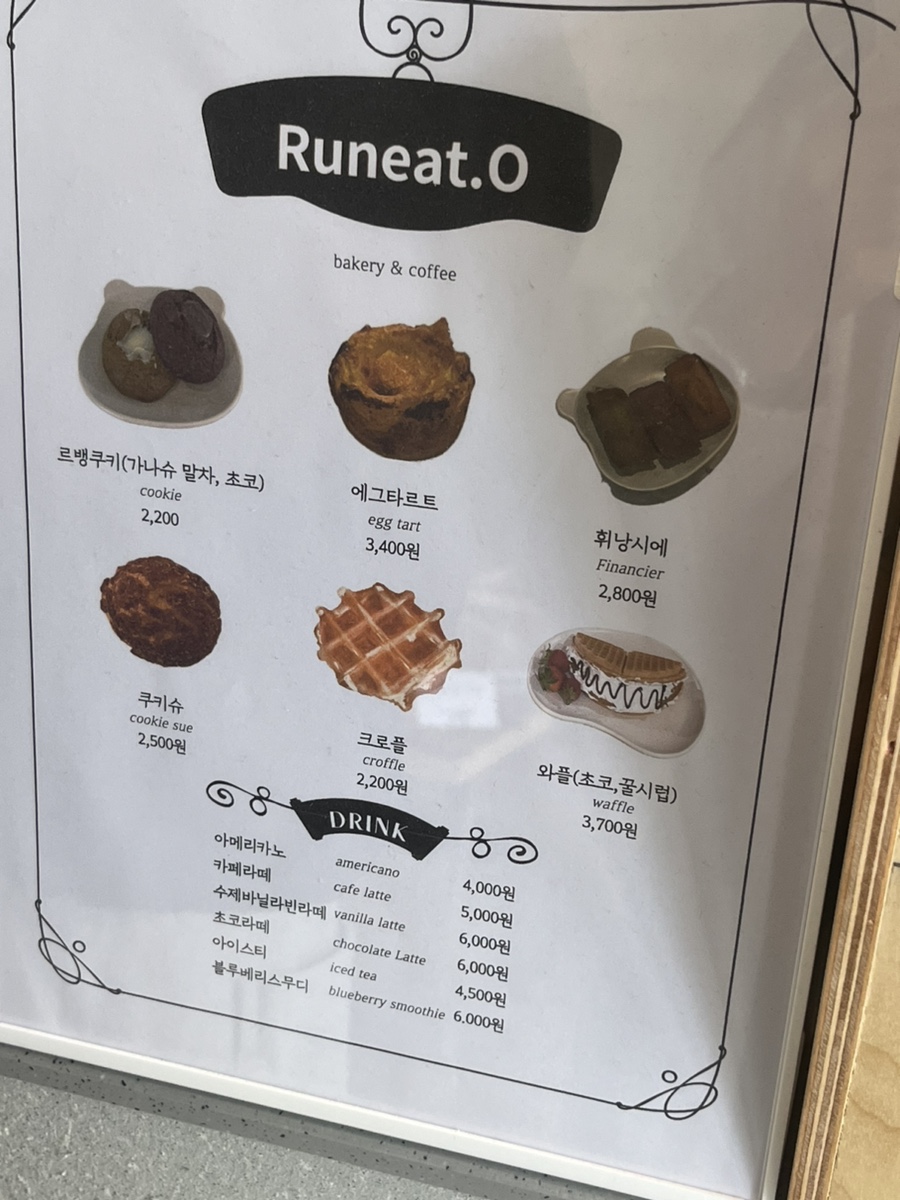 Runeat.O
bakery & coffee
르뱅쿠키(가나슈 말차, 초코)
cookie
2,200
에그타르트
egg tart
3,400원
휘낭시에
Financier
2,800원
쿠키슈
cookie sue
2,500원
크로플
croffle
2,200원
와플(초코,꿀시럽)
waffle
3,700원
DRINK
아메리카노 americano 4,000원
카페라떼 cafe latte 5,000원
수제바닐라빈라떼 vanilla latte 6,000원
초코라떼 chocolate Latte 6,000원
아이스티 iced tea 4,500원
블루베리스무디 blueberry smoothie 6.000원